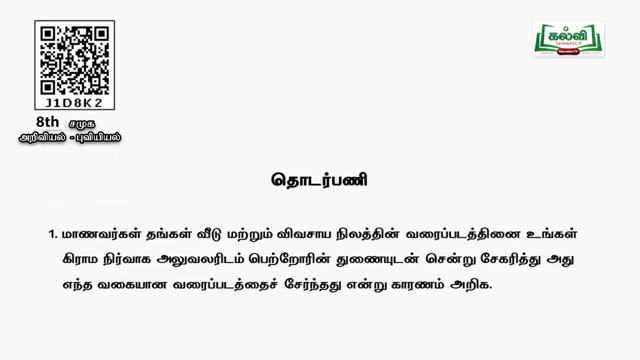 கல்வி
J1D8K2
8th சமூக
அறிவியல் - புவியியல்
தொடர்பணி
1. மாணவர்கள் தங்கள் வீடு மற்றும் விவசாய நிலத்தின் வரைப்படத்தினை உங்கள்
கிராம நிர்வாக அலுவலரிடம் பெற்றோரின் துணையுடன் சென்று சேகரித்து அது
எந்த வகையான வரைப்படத்தைச் சேர்ந்தது என்று காரணம் அறிக.